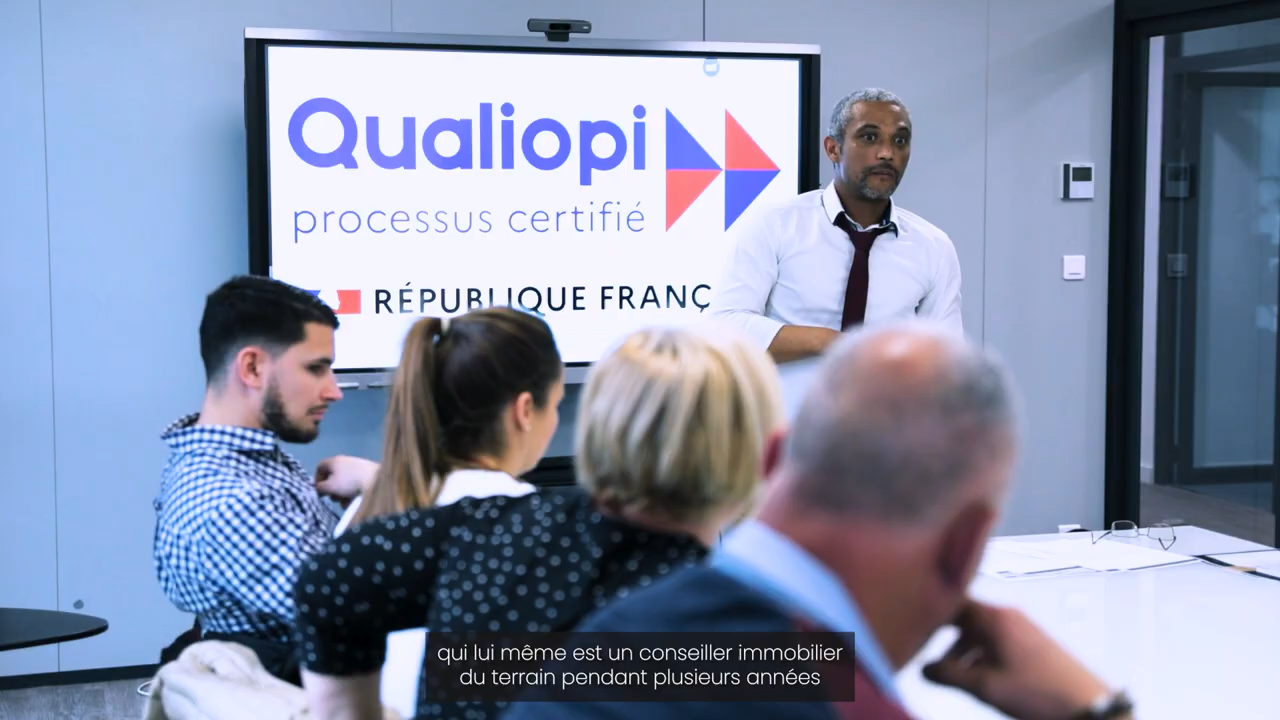 Qualiopi
processus certifié
RÉPUBLIQUE FRANÇ
qui lui même est un conseiller immobilier
du terrain pendant plusieurs années